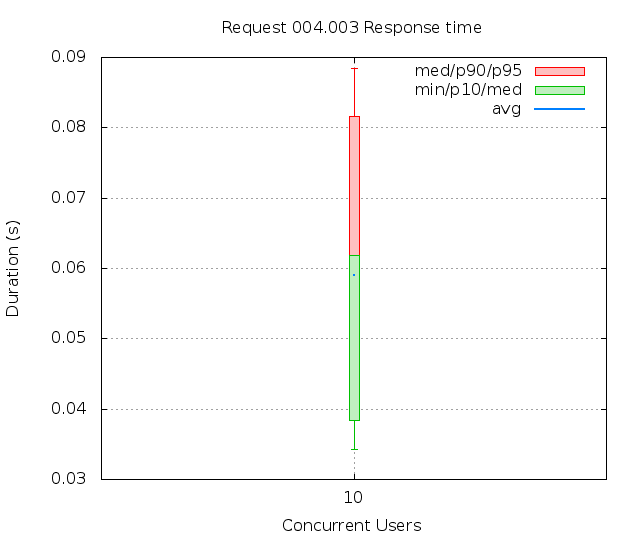 Request 004.003 Response time
0.09
med/p90/p95
min/p10/med
avg
0.08
0.07
0.06
0.05
0.04
0.03
Duration (s)
10
Concurrent Users